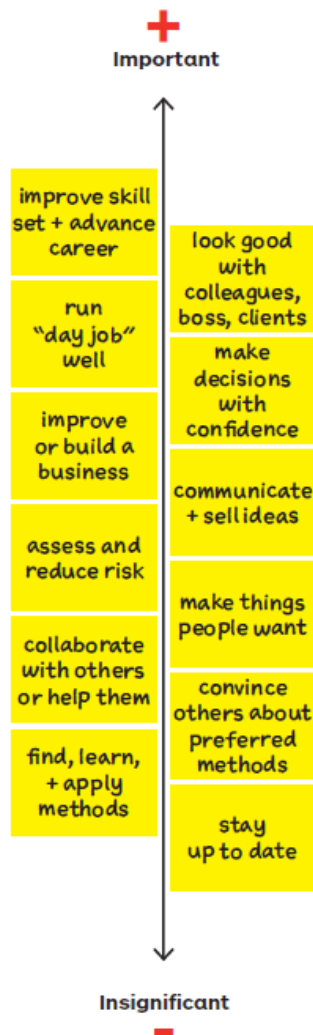 +
Important
improve skill
set + advance
career
look good
with
colleagues,
boss, clients
run
“day job”
well
make
decisions
with
confidence
improve
or build a
business
communicate
+ sell ideas
assess and
reduce risk
make things
people want
collaborate
with others
or help them
convince
others about
preferred
methods
find, learn,
+ apply
methods
stay
up to date
Insignificant